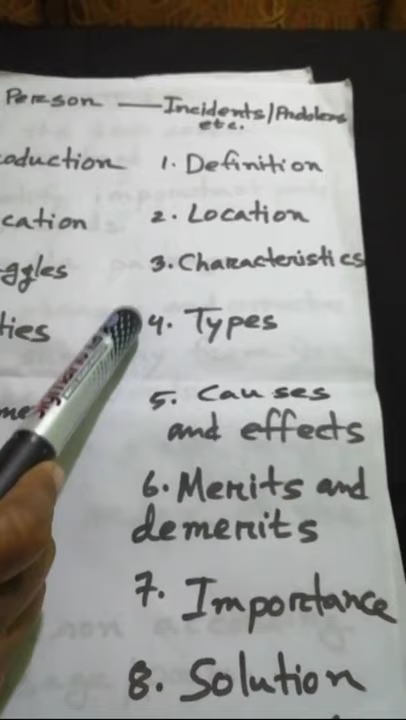 Person — Incidents/Problems
etc.
oduction 1. Definition
cation 2. Location
ggles 3. Characteristics
ties 4. Types
me 5. Causes
and effects
6. Merits and
demerits
7. Importance
8. Solution